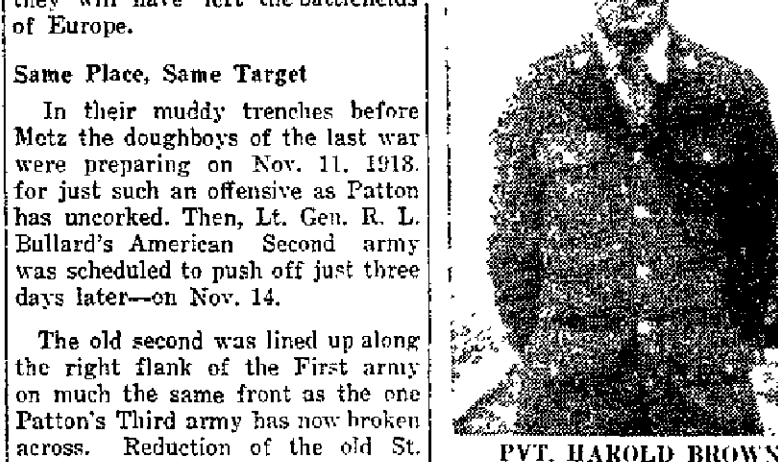 they will have left the battlefields
of Europe.
Same Place, Same Target
In their muddy trenches before
Metz the doughboys of the last war
were preparing on Nov. 11, 1918,
for just such an offensive as Patton
has uncorked. Then, Lt. Gen. R. L.
Bullard's American Second army
was scheduled to push off just three
days later—on Nov. 14.
The old second was lined up along
the right flank of the First army
on much the same front as the one
Patton's Third army has now broken
across. Reduction of the old St.
PVT. HAROLD BROWN